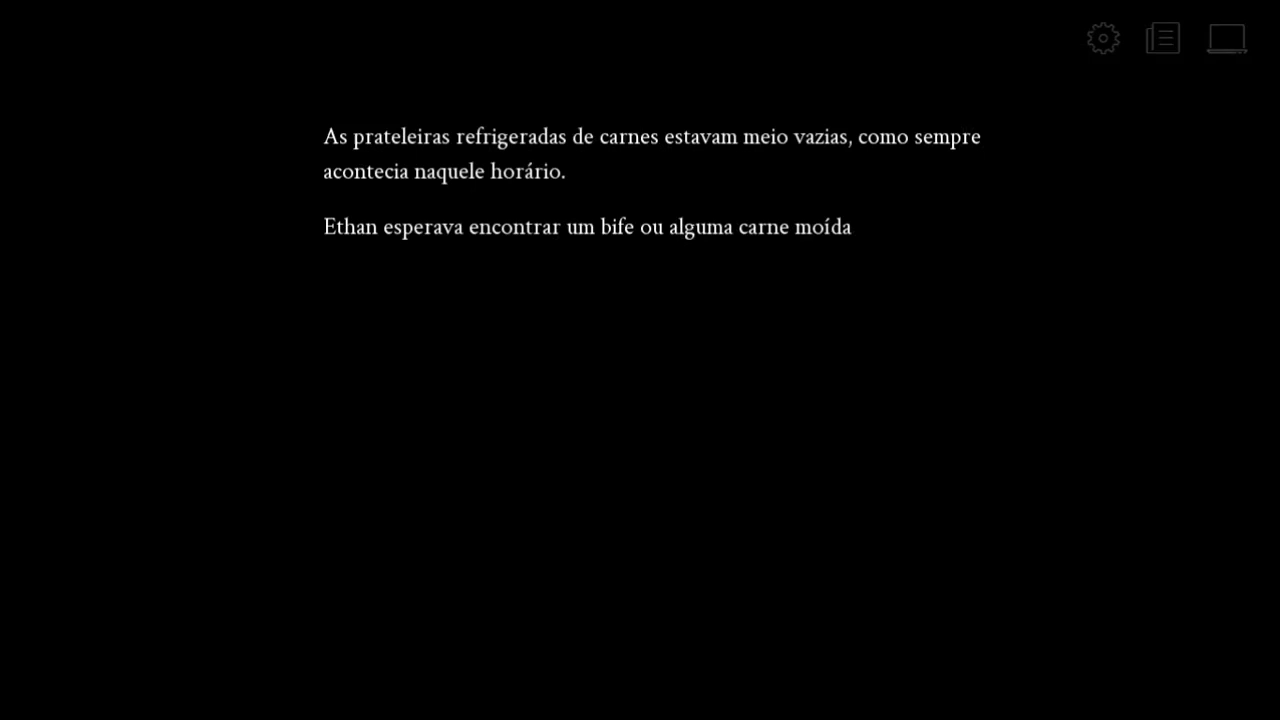 As prateleiras refrigeradas de carnes estavam meio vazias, como sempre
acontecia naquele horário.
Ethan esperava encontrar um bife ou alguma carne moída